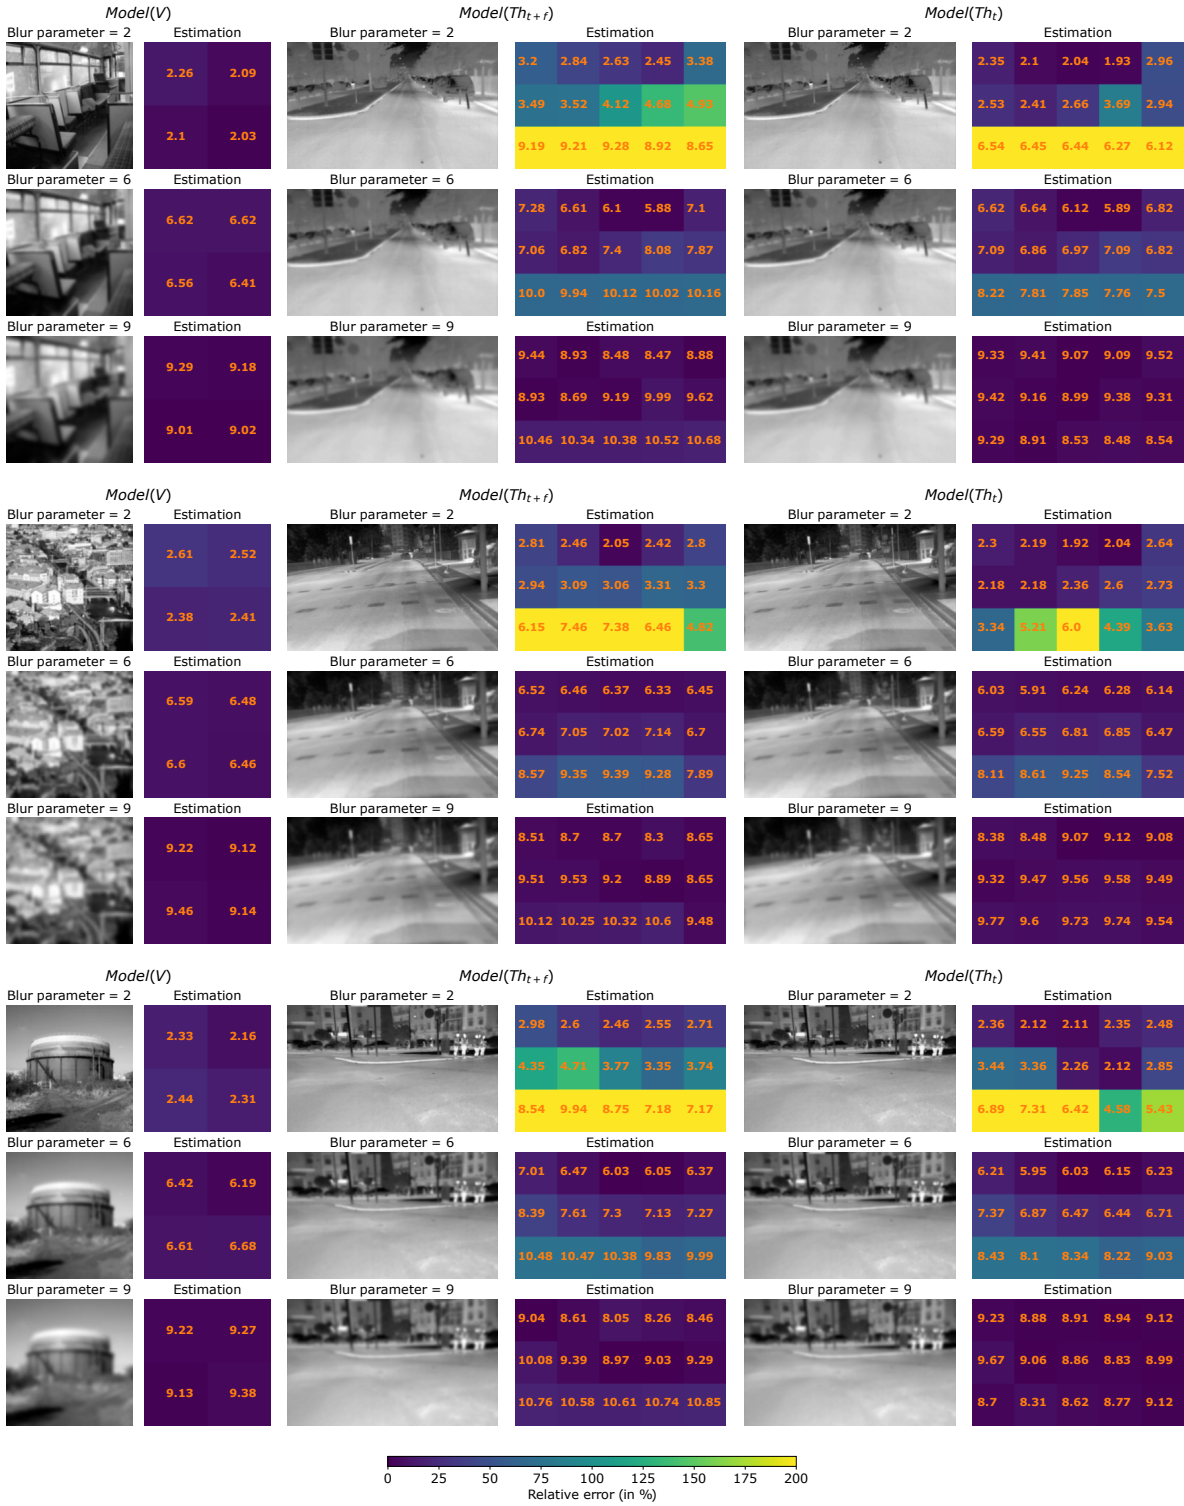 Model(V) Model(Th_{t+f}) Model(Th_t)
Blur parameter = 2 Estimation Blur parameter = 2 Estimation Blur parameter = 2 Estimation
2.26 2.09 3.2 2.84 2.63 2.45 3.38 2.35 2.1 2.04 1.93 2.96
3.49 3.52 4.12 4.68 4.93 2.53 2.41 2.66 3.69 2.94
2.1 2.03 9.19 9.21 9.28 8.92 8.65 6.54 6.45 6.44 6.27 6.12
Blur parameter = 6 Estimation Blur parameter = 6 Estimation Blur parameter = 6 Estimation
6.62 6.62 7.28 6.61 6.1 5.88 7.1 6.62 6.64 6.12 5.89 6.82
7.06 6.82 7.4 8.08 7.87 7.09 6.86 6.97 7.09 6.82
6.56 6.41 10.0 9.94 10.12 10.02 10.16 8.22 7.81 7.85 7.76 7.5
Blur parameter = 9 Estimation Blur parameter = 9 Estimation Blur parameter = 9 Estimation
9.29 9.18 9.44 8.93 8.48 8.47 8.88 9.33 9.41 9.07 9.09 9.52
8.93 8.69 9.19 9.99 9.62 9.42 9.16 8.99 9.38 9.31
9.01 9.02 10.46 10.34 10.38 10.52 10.68 9.29 8.91 8.53 8.48 8.54
Model(V) Model(Th_{t+f}) Model(Th_t)
Blur parameter = 2 Estimation Blur parameter = 2 Estimation Blur parameter = 2 Estimation
2.61 2.52 2.81 2.46 2.05 2.42 2.8 2.3 2.19 1.92 2.04 2.64
2.94 3.09 3.06 3.31 3.3 2.18 2.18 2.36 2.6 2.73
2.38 2.41 6.15 7.46 7.38 6.46 4.82 3.34 5.21 6.0 4.39 3.63
Blur parameter = 6 Estimation Blur parameter = 6 Estimation Blur parameter = 6 Estimation
6.59 6.48 6.52 6.46 6.37 6.33 6.45 6.03 5.91 6.24 6.28 6.14
6.74 7.05 7.02 7.14 6.7 6.59 6.55 6.81 6.85 6.47
6.6 6.46 8.57 9.35 9.39 9.28 7.89 8.11 8.61 9.25 8.54 7.52
Blur parameter = 9 Estimation Blur parameter = 9 Estimation Blur parameter = 9 Estimation
9.22 9.12 8.51 8.7 8.7 8.3 8.65 8.38 8.48 9.07 9.12 9.08
9.51 9.53 9.2 8.89 8.65 9.32 9.47 9.56 9.58 9.49
9.46 9.14 10.12 10.25 10.32 10.6 9.48 9.77 9.6 9.73 9.74 9.54
Model(V) Model(Th_{t+f}) Model(Th_t)
Blur parameter = 2 Estimation Blur parameter = 2 Estimation Blur parameter = 2 Estimation
2.33 2.16 2.98 2.6 2.46 2.55 2.71 2.36 2.12 2.11 2.35 2.48
4.35 4.71 3.77 3.35 3.74 3.44 3.36 2.26 2.12 2.85
2.44 2.31 8.54 9.94 8.75 7.18 7.17 6.89 7.31 6.42 4.58 5.43
Blur parameter = 6 Estimation Blur parameter = 6 Estimation Blur parameter = 6 Estimation
6.42 6.19 7.01 6.47 6.03 6.05 6.37 6.21 5.95 6.03 6.15 6.23
8.39 7.61 7.3 7.13 7.27 7.37 6.87 6.47 6.44 6.71
6.61 6.68 10.48 10.47 10.38 9.83 9.99 8.43 8.1 8.34 8.22 9.03
Blur parameter = 9 Estimation Blur parameter = 9 Estimation Blur parameter = 9 Estimation
9.22 9.27 9.04 8.61 8.05 8.26 8.46 9.23 8.88 8.91 8.94 9.12
10.08 9.39 8.97 9.03 9.29 9.67 9.06 8.86 8.83 8.99
9.13 9.38 10.76 10.58 10.61 10.74 10.85 8.7 8.31 8.62 8.77 9.12
0 25 50 75 100 125 150 175 200
Relative error (in %)